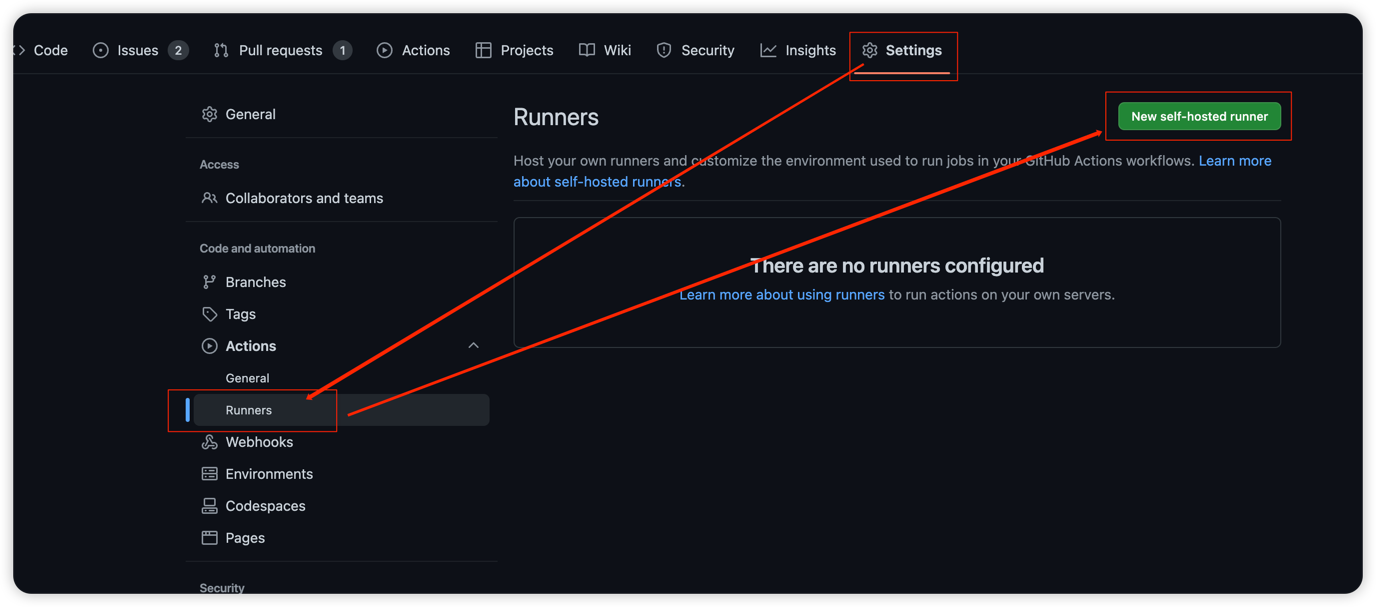 Code Issues 2 Pull requests 1 Actions Projects Wiki Security Insights Settings
General
Access
Collaborators and teams
Code and automation
Branches
Tags
Actions
General
Runners
Webhooks
Environments
Codespaces
Pages
Security
Runners
New self-hosted runner
Host your own runners and customize the environment used to run jobs in your GitHub Actions workflows. Learn more
about self-hosted runners.
There are no runners configured
Learn more about using runners to run actions on your own servers.